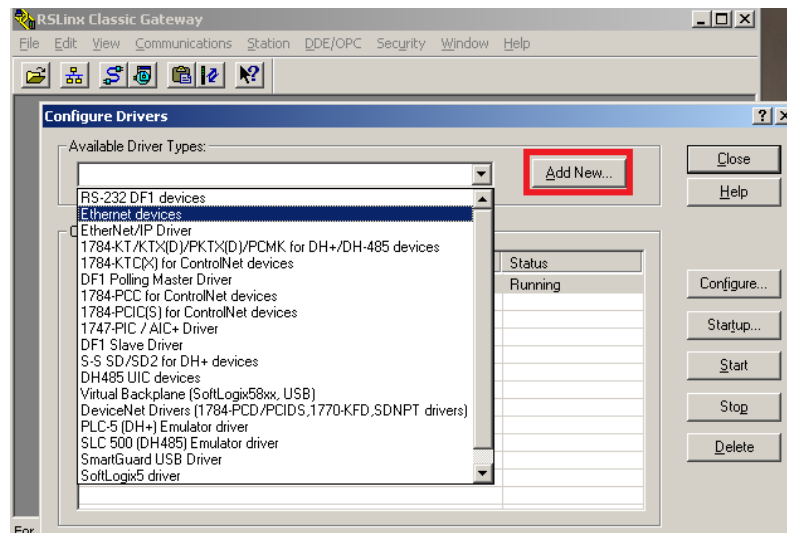 RSLinx Classic Gateway
File Edit View Communications Station DDE/OPC Security Window Help
Configure Drivers
Available Driver Types:
Add New...
Close
Help
RS-232 DF1 devices
Ethernet devices
EtherNet/IP Driver
1784-KT/KTX(D)/PKTX(D)/PCMK for DH+/DH-485 devices
1784-KTC(X) for ControlNet devices
DF1 Polling Master Driver
1784-PCC for ControlNet devices
1784-PCIC(S) for ControlNet devices
1747-PIC / AIC+ Driver
DF1 Slave Driver
S-S SD/SD2 for DH+ devices
DH485 UIC devices
Virtual Backplane (SoftLogix58xx, USB)
DeviceNet Drivers (1784-PCD/PCIDS,1770-KFD,SDNPT drivers)
PLC-5 (DH+) Emulator driver
SLC 500 (DH485) Emulator driver
SmartGuard USB Driver
SoftLogix5 driver
Status
Running
Configure...
Startup...
Start
Stop
Delete
For